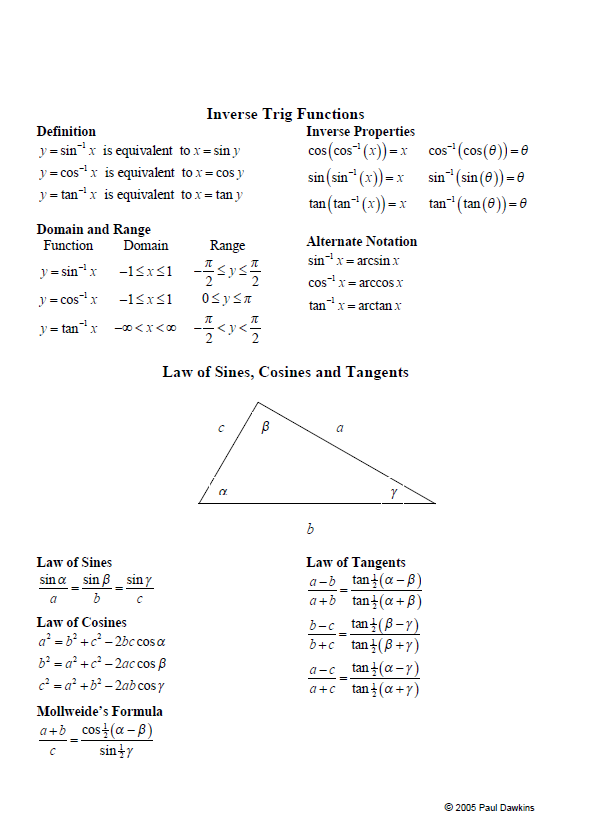 Inverse Trig Functions
Definition
y = sin⁻¹ x is equivalent to x = sin y
y = cos⁻¹ x is equivalent to x = cos y
y = tan⁻¹ x is equivalent to x = tan y
Inverse Properties
cos(cos⁻¹(x)) = x cos⁻¹(cos(θ)) = θ
sin(sin⁻¹(x)) = x sin⁻¹(sin(θ)) = θ
tan(tan⁻¹(x)) = x tan⁻¹(tan(θ)) = θ
Domain and Range
Function Domain Range
y = sin⁻¹ x −1 ≤ x ≤ 1 −π/2 ≤ y ≤ π/2
y = cos⁻¹ x −1 ≤ x ≤ 1 0 ≤ y ≤ π
y = tan⁻¹ x −∞ < x < ∞ −π/2 < y < π/2
Alternate Notation
sin⁻¹ x = arcsin x
cos⁻¹ x = arccos x
tan⁻¹ x = arctan x
Law of Sines, Cosines and Tangents
c β a
α γ
b
Law of Sines
sin α / a = sin β / b = sin γ / c
Law of Cosines
a² = b² + c² − 2bc cos α
b² = a² + c² − 2ac cos β
c² = a² + b² − 2ab cos γ
Mollweide's Formula
(a + b) / c = cos ½(α − β) / sin ½γ
Law of Tangents
(a − b) / (a + b) = tan ½(α − β) / tan ½(α + β)
(b − c) / (b + c) = tan ½(β − γ) / tan ½(β + γ)
(a − c) / (a + c) = tan ½(α − γ) / tan ½(α + γ)
© 2005 Paul Dawkins